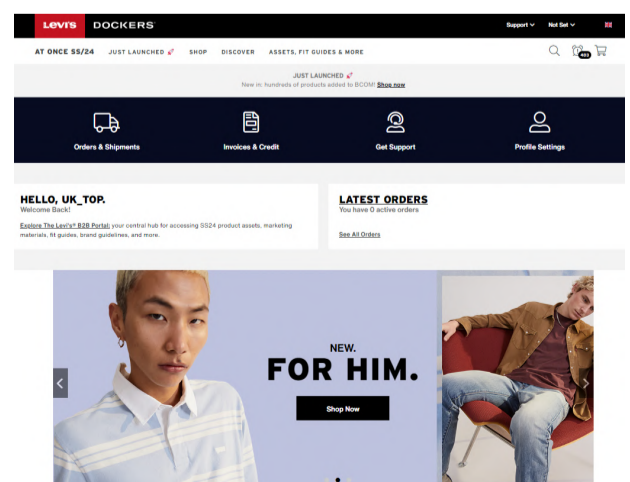 Levi's DOCKERS Support Not Set
AT ONCE SS/24 JUST LAUNCHED 🚀 SHOP DISCOVER ASSETS, FIT GUIDES & MORE
JUST LAUNCHED 🚀
New in: hundreds of products added to BCOM! Shop now
Orders & Shipments Invoices & Credit Get Support Profile Settings
HELLO, UK_TOP.
Welcome Back!
Explore The Levi's® B2B Portal: your central hub for accessing SS24 product assets, marketing
materials, fit guides, brand guidelines, and more.
LATEST ORDERS
You have 0 active orders
See All Orders
NEW.
FOR HIM.
Shop Now